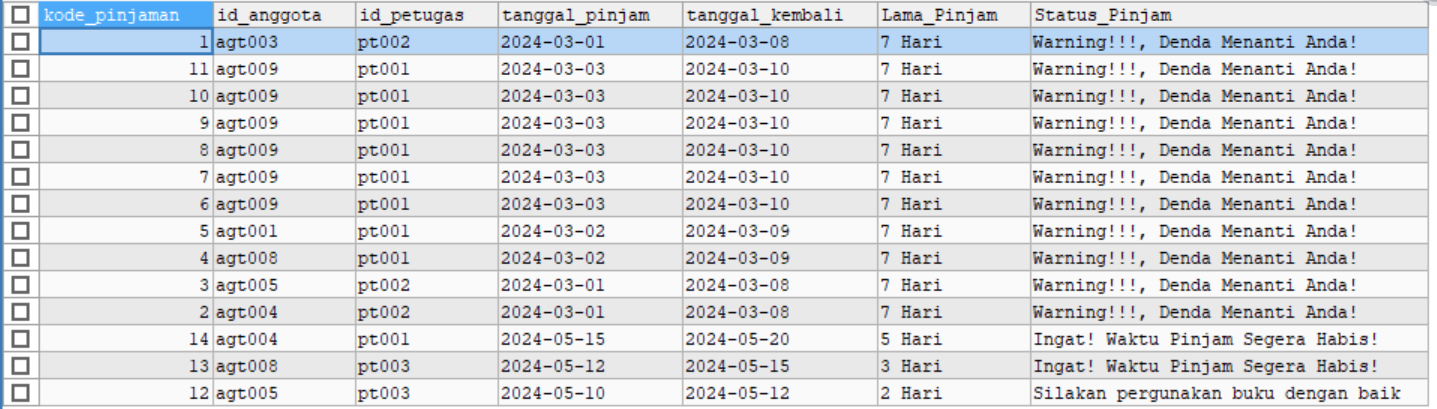 kode_pinjaman id_anggota id_petugas tanggal_pinjam tanggal_kembali Lama_Pinjam Status_Pinjam
1 agt003 pt002 2024-03-01 2024-03-08 7 Hari Warning!!!, Denda Menanti Anda!
11 agt009 pt001 2024-03-03 2024-03-10 7 Hari Warning!!!, Denda Menanti Anda!
10 agt009 pt001 2024-03-03 2024-03-10 7 Hari Warning!!!, Denda Menanti Anda!
9 agt009 pt001 2024-03-03 2024-03-10 7 Hari Warning!!!, Denda Menanti Anda!
8 agt009 pt001 2024-03-03 2024-03-10 7 Hari Warning!!!, Denda Menanti Anda!
7 agt009 pt001 2024-03-03 2024-03-10 7 Hari Warning!!!, Denda Menanti Anda!
6 agt009 pt001 2024-03-03 2024-03-10 7 Hari Warning!!!, Denda Menanti Anda!
5 agt001 pt001 2024-03-02 2024-03-09 7 Hari Warning!!!, Denda Menanti Anda!
4 agt008 pt001 2024-03-02 2024-03-09 7 Hari Warning!!!, Denda Menanti Anda!
3 agt005 pt002 2024-03-01 2024-03-08 7 Hari Warning!!!, Denda Menanti Anda!
2 agt004 pt002 2024-03-01 2024-03-08 7 Hari Warning!!!, Denda Menanti Anda!
14 agt004 pt001 2024-05-15 2024-05-20 5 Hari Ingat! Waktu Pinjam Segera Habis!
13 agt008 pt003 2024-05-12 2024-05-15 3 Hari Ingat! Waktu Pinjam Segera Habis!
12 agt005 pt003 2024-05-10 2024-05-12 2 Hari Silakan pergunakan buku dengan baik